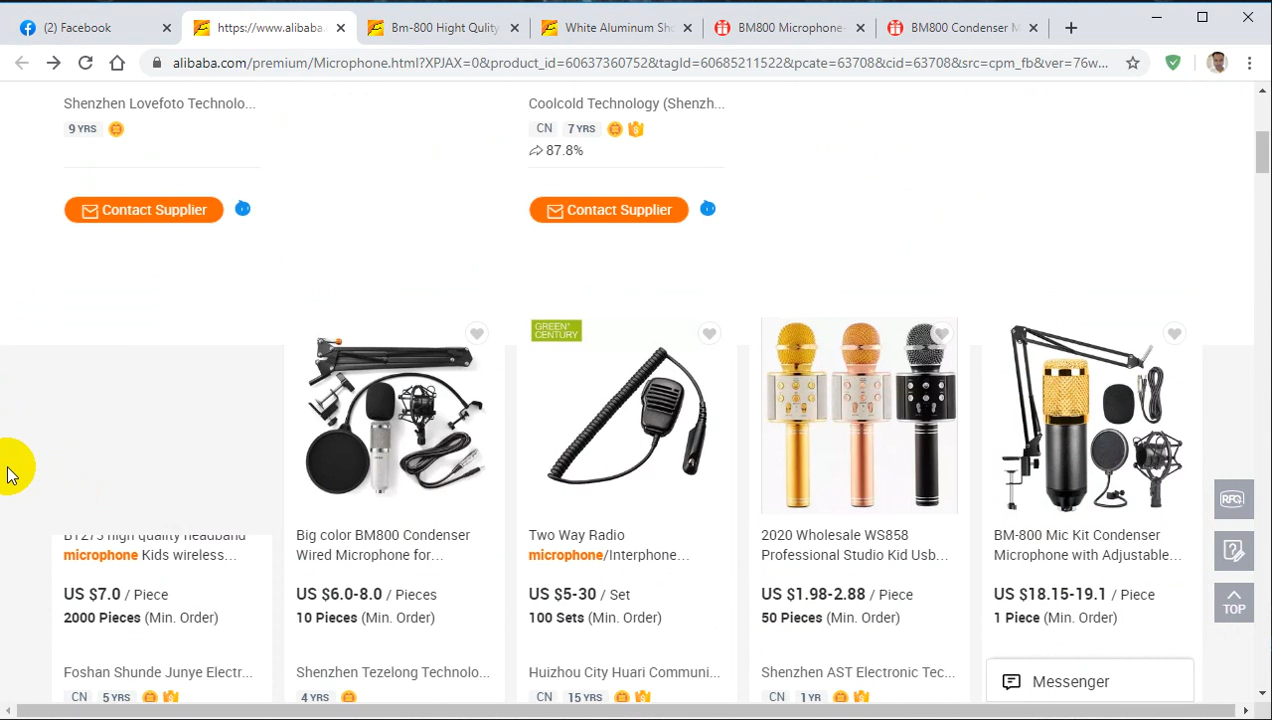 (2) Facebook
https://www.alibaba.
Bm-800 Hight Qulity
White Aluminum Sho
BM800 Microphone-
BM800 Condenser M
alibaba.com/premium/Microphone.html?XPJAX=0&product_id=60637360752&tagId=60685211522&pcate=63708&cid=63708&src=cpm_fb&ver=76w...
Shenzhen Lovefoto Technolo...
9 YRS
Contact Supplier
Coolcold Technology (Shenzh...
CN 7 YRS
87.8%
Contact Supplier
BT275 high quality headband
microphone Kids wireless...
US $7.0 / Piece
2000 Pieces (Min. Order)
Foshan Shunde Junye Electr...
CN 5 YRS
Big color BM800 Condenser
Wired Microphone for...
US $6.0-8.0 / Pieces
10 Pieces (Min. Order)
Shenzhen Tezelong Technolo...
4 YRS
GREEN CENTURY
Two Way Radio
microphone/Interphone...
US $5-30 / Set
100 Sets (Min. Order)
Huizhou City Huari Communi...
CN 15 YRS
2020 Wholesale WS858
Professional Studio Kid Usb...
US $1.98-2.88 / Piece
50 Pieces (Min. Order)
Shenzhen AST Electronic Tec...
CN 1 YR
BM-800 Mic Kit Condenser
Microphone with Adjustable...
US $18.15-19.1 / Piece
1 Piece (Min. Order)
RFQ
TOP
Messenger